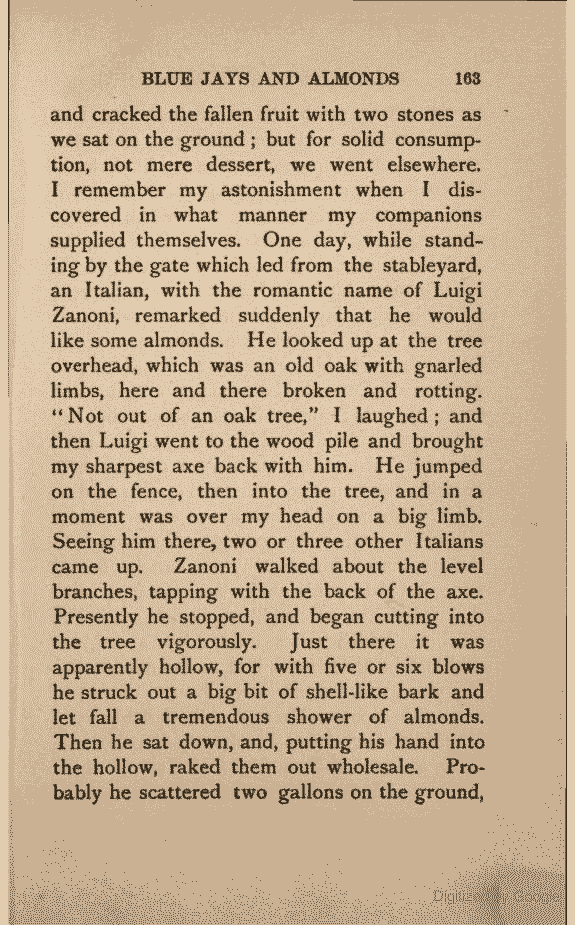 BLUE JAYS AND ALMONDS 163
and cracked the fallen fruit with two stones as
we sat on the ground ; but for solid consump-
tion, not mere dessert, we went elsewhere.
I remember my astonishment when I dis-
covered in what manner my companions
supplied themselves. One day, while stand-
ing by the gate which led from the stableyard,
an Italian, with the romantic name of Luigi
Zanoni, remarked suddenly that he would
like some almonds. He looked up at the tree
overhead, which was an old oak with gnarled
limbs, here and there broken and rotting.
“ Not out of an oak tree,” I laughed ; and
then Luigi went to the wood pile and brought
my sharpest axe back with him. He jumped
on the fence, then into the tree, and in a
moment was over my head on a big limb.
Seeing him there, two or three other Italians
came up. Zanoni walked about the level
branches, tapping with the back of the axe.
Presently he stopped, and began cutting into
the tree vigorously. Just there it was
apparently hollow, for with five or six blows
he struck out a big bit of shell-like bark and
let fall a tremendous shower of almonds.
Then he sat down, and, putting his hand into
the hollow, raked them out wholesale. Pro-
bably he scattered two gallons on the ground,
Digitized by Google